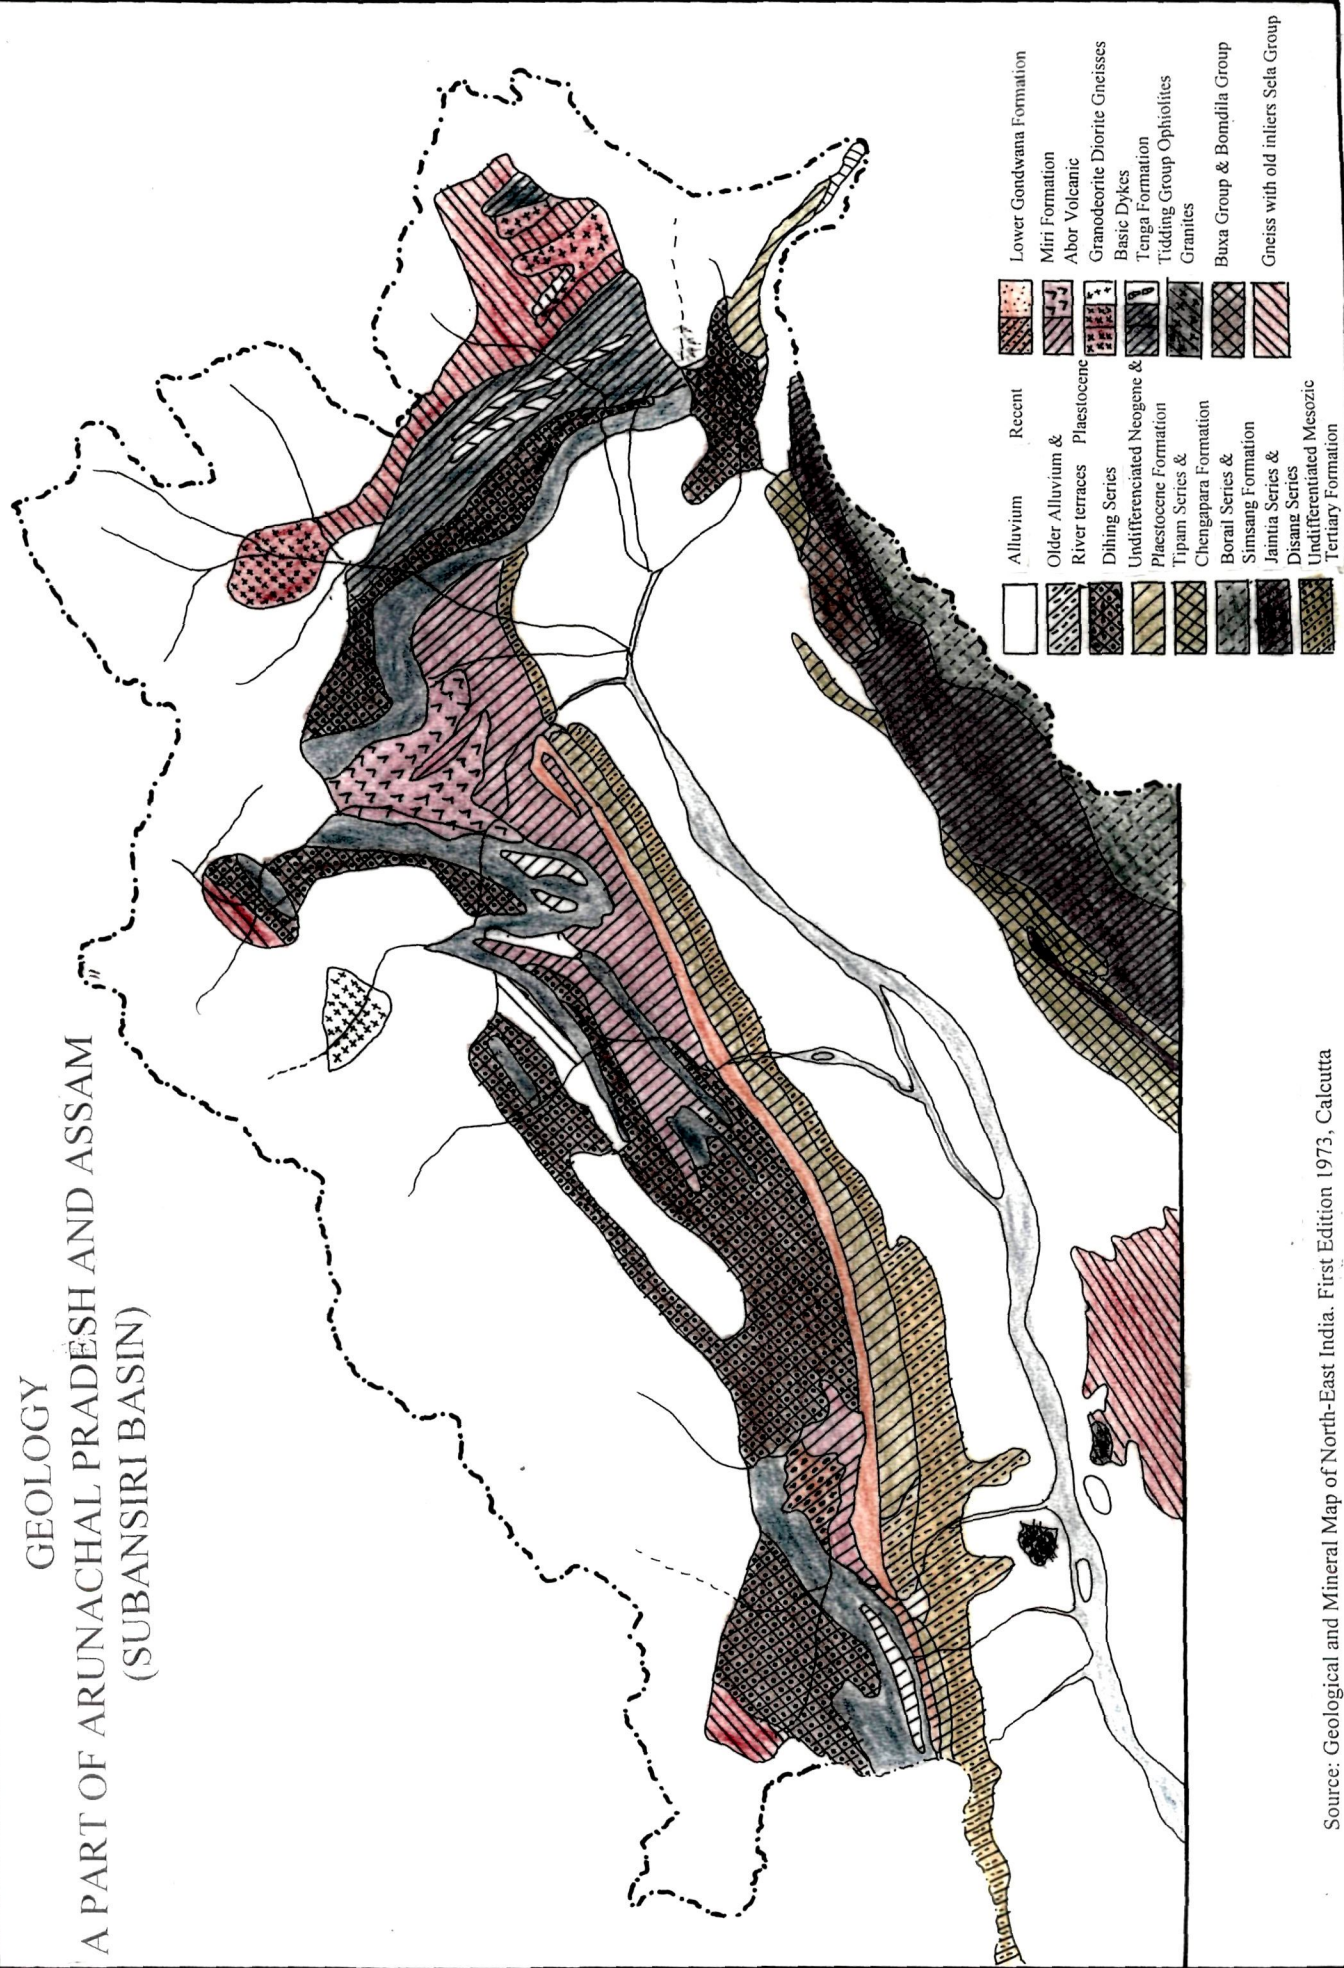 GEOLOGY
A PART OF ARUNACHAL PRADESH AND ASSAM
(SUBANSIRI BASIN)
Alluvium Recent
Older Alluvium &
River terraces Plaestocene
Dihing Series
Undifferenciated Neogene &
Plaestocene Formation
Tipam Series &
Chengapara Formation
Borail Series &
Simsang Formation
Jaintia Series &
Disang Series
Undifferentiated Mesozic
Tertiary Formation
Lower Gondwana Formation
Miri Formation
Abor Volcanic
Granodeorite Diorite Gneisses
Basic Dykes
Tenga Formation
Tidding Group Ophiolites
Granites
Buxa Group & Bomdila Group
Gneiss with old inliers Sela Group
Source: Geological and Mineral Map of North-East India. First Edition 1973, Calcutta